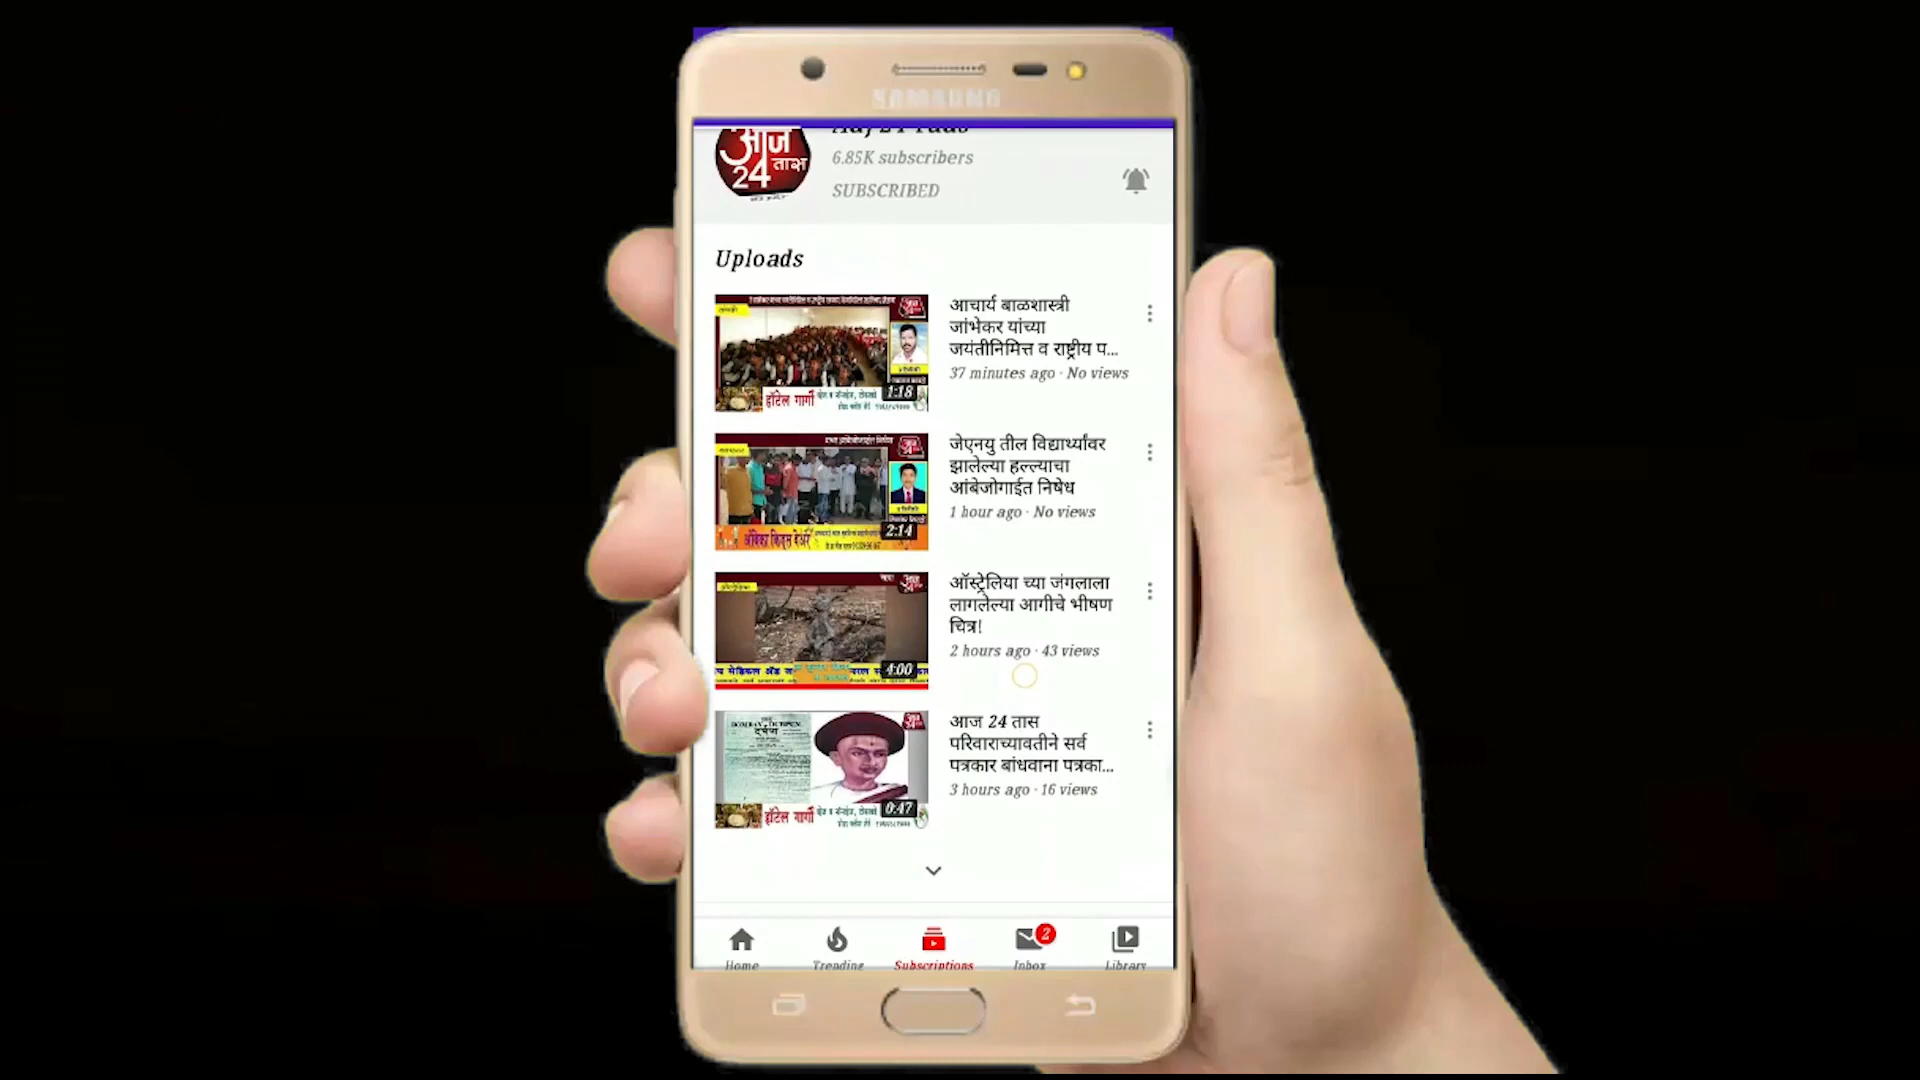 SAMSUNG
आज
24 तास
6.85K subscribers
SUBSCRIBED
Uploads
आचार्य बाळशास्त्री
जांभेकर यांच्या
जयंतीनिमित्त व राष्ट्रीय प...
37 minutes ago · No views
हॉटेल गार्गी
1:18
जेएनयु तील विद्यार्थ्यांवर
झालेल्या हल्ल्याचा
आंबेजोगाईत निषेध
1 hour ago · No views
2:14
ऑस्ट्रेलिया च्या जंगलाला
लागलेल्या आगीचे भीषण
चित्र!
2 hours ago · 43 views
4:00
आज 24 तास
परिवाराच्यावतीने सर्व
पत्रकार बांधवाना पत्रका...
3 hours ago · 16 views
हॉटेल गार्गी
0:47
2
Home Trending Subscriptions Inbox Library